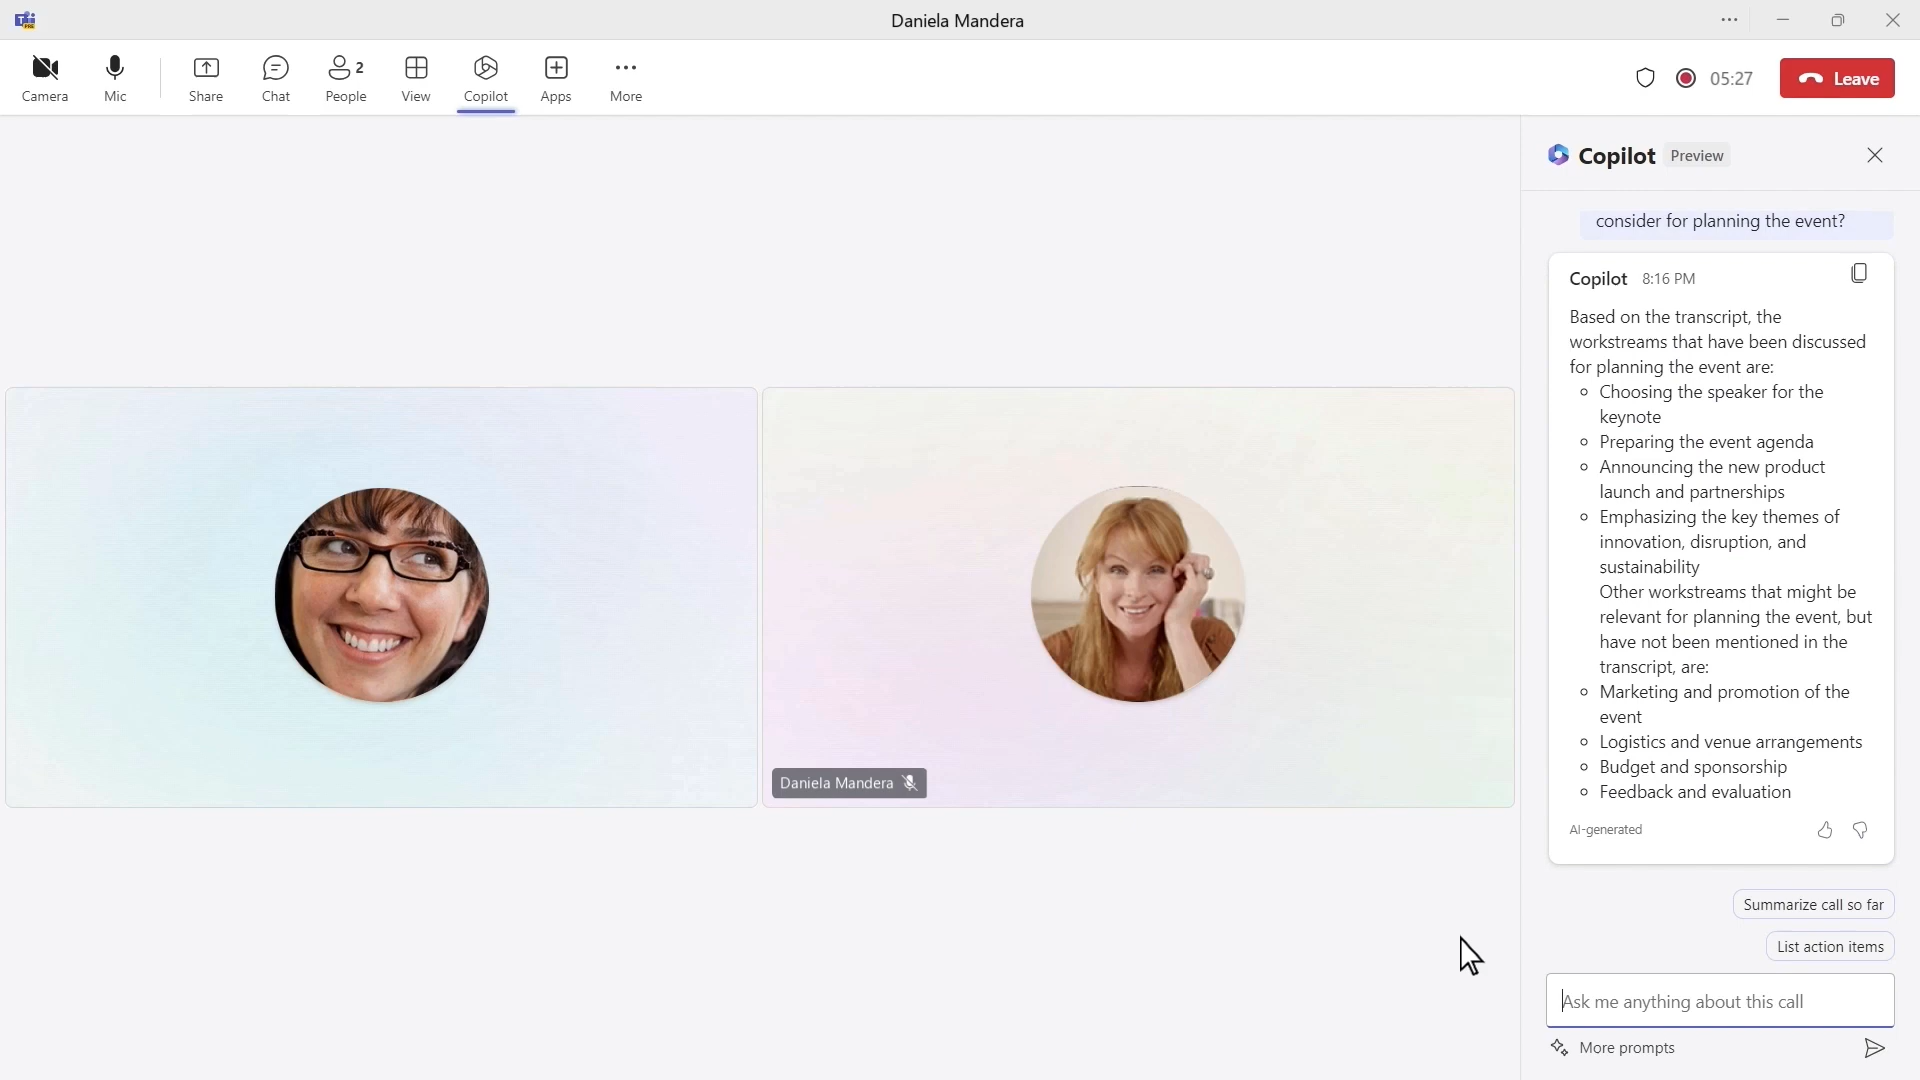 Daniela Mandera
Camera
Mic
Share
Chat
2
People
View
Copilot
Apps
More
05:27
Leave
Copilot Preview
consider for planning the event?
Copilot 8:16 PM
Based on the transcript, the
workstreams that have been discussed
for planning the event are:
Choosing the speaker for the
keynote
Preparing the event agenda
Announcing the new product
launch and partnerships
Emphasizing the key themes of
innovation, disruption, and
sustainability
Other workstreams that might be
relevant for planning the event, but
have not been mentioned in the
transcript, are:
Marketing and promotion of the
event
Logistics and venue arrangements
Budget and sponsorship
Feedback and evaluation
AI-generated
Daniela Mandera
Summarize call so far
List action items
Ask me anything about this call
More prompts